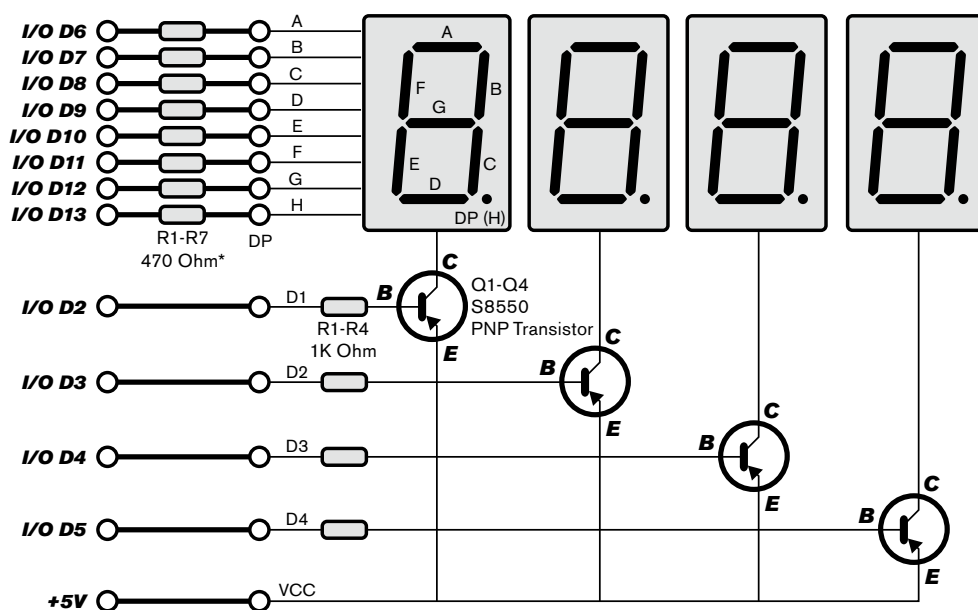 I/O D6
A
I/O D7
B
I/O D8
C
I/O D9
D
I/O D10
E
I/O D11
F
I/O D12
G
I/O D13
H
R1-R7
470 Ohm*
DP
A
F
B
G
E
C
D
DP (H)
I/O D2
D1
R1-R4
1K Ohm
B
C
E
Q1-Q4
S8550
PNP Transistor
I/O D3
D2
B
C
E
I/O D4
D3
B
C
E
I/O D5
D4
B
C
E
+5V
VCC